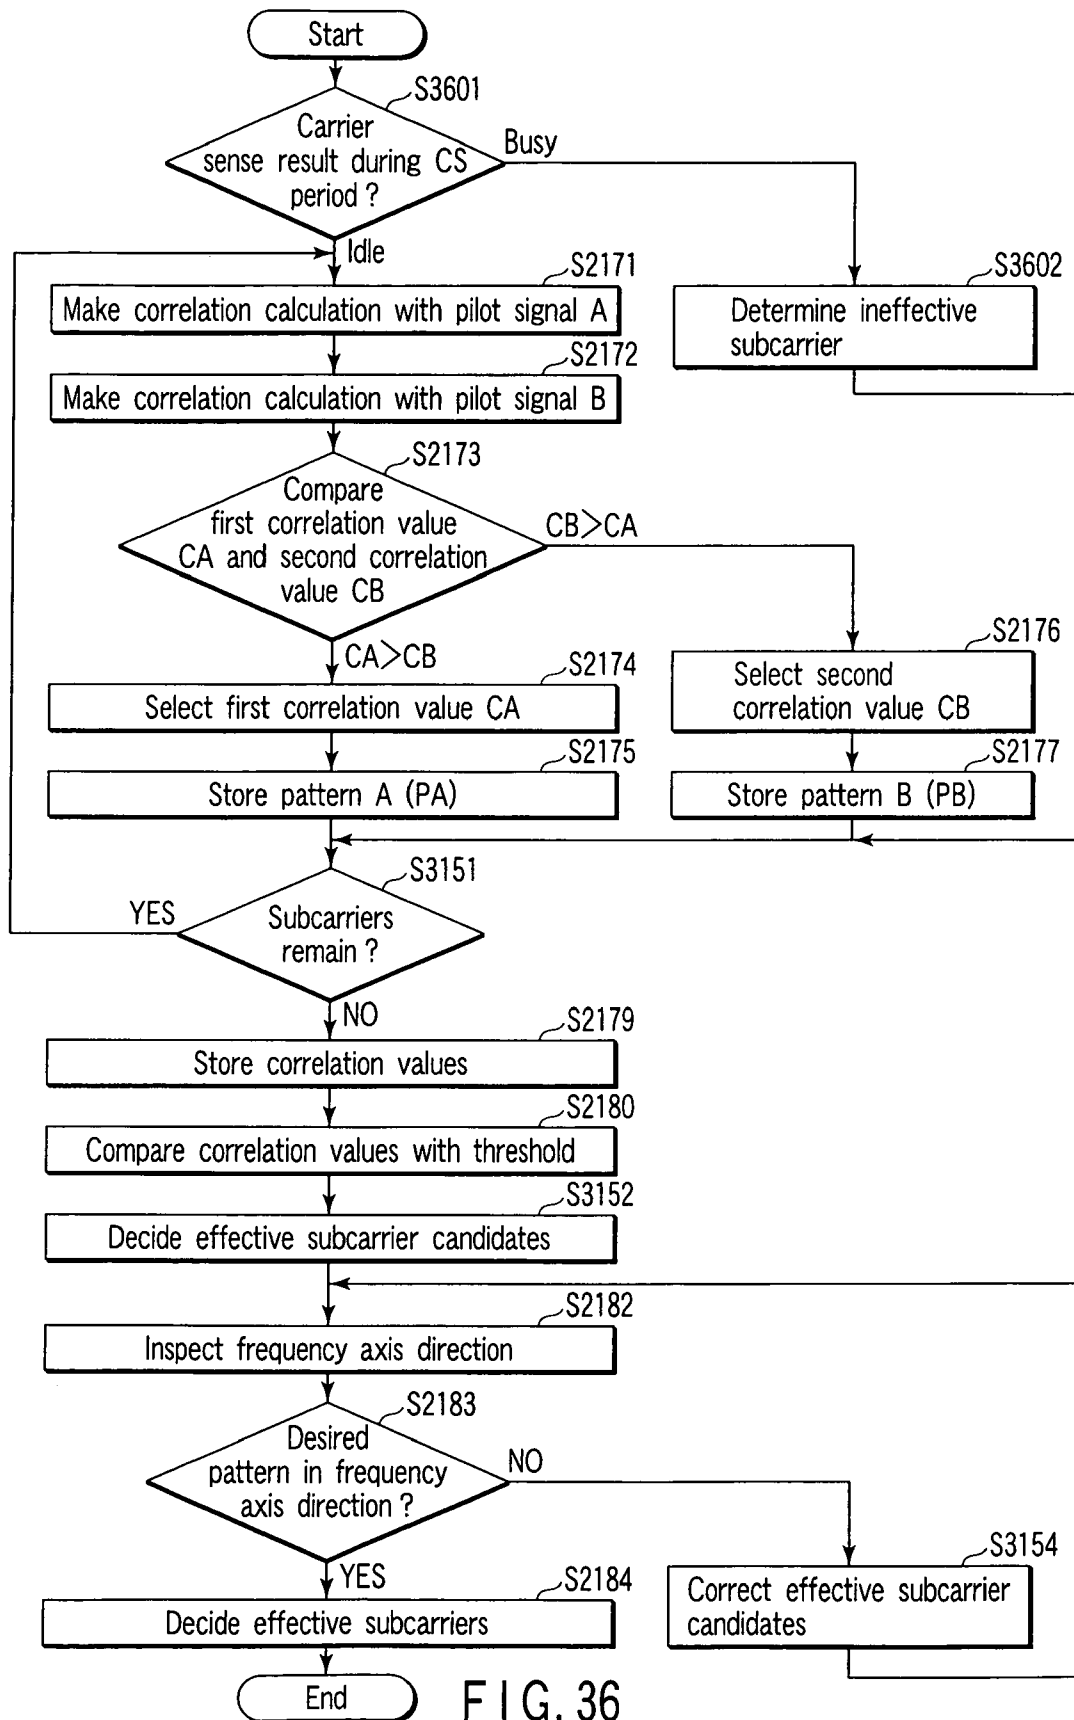 Start
S3601
Carrier
sense result during CS
period ?
Busy
Idle
S2171
Make correlation calculation with pilot signal A
S3602
Determine ineffective
subcarrier
S2172
Make correlation calculation with pilot signal B
S2173
Compare
first correlation value
CA and second correlation
value CB
CB>CA
CA>CB
S2174
Select first correlation value CA
S2176
Select second
correlation value CB
S2175
Store pattern A (PA)
S2177
Store pattern B (PB)
S3151
YES
Subcarriers
remain ?
NO
S2179
Store correlation values
S2180
Compare correlation values with threshold
S3152
Decide effective subcarrier candidates
S2182
Inspect frequency axis direction
S2183
Desired
pattern in frequency
axis direction ?
NO
YES
S3154
Correct effective subcarrier
candidates
S2184
Decide effective subcarriers
End
FIG. 36